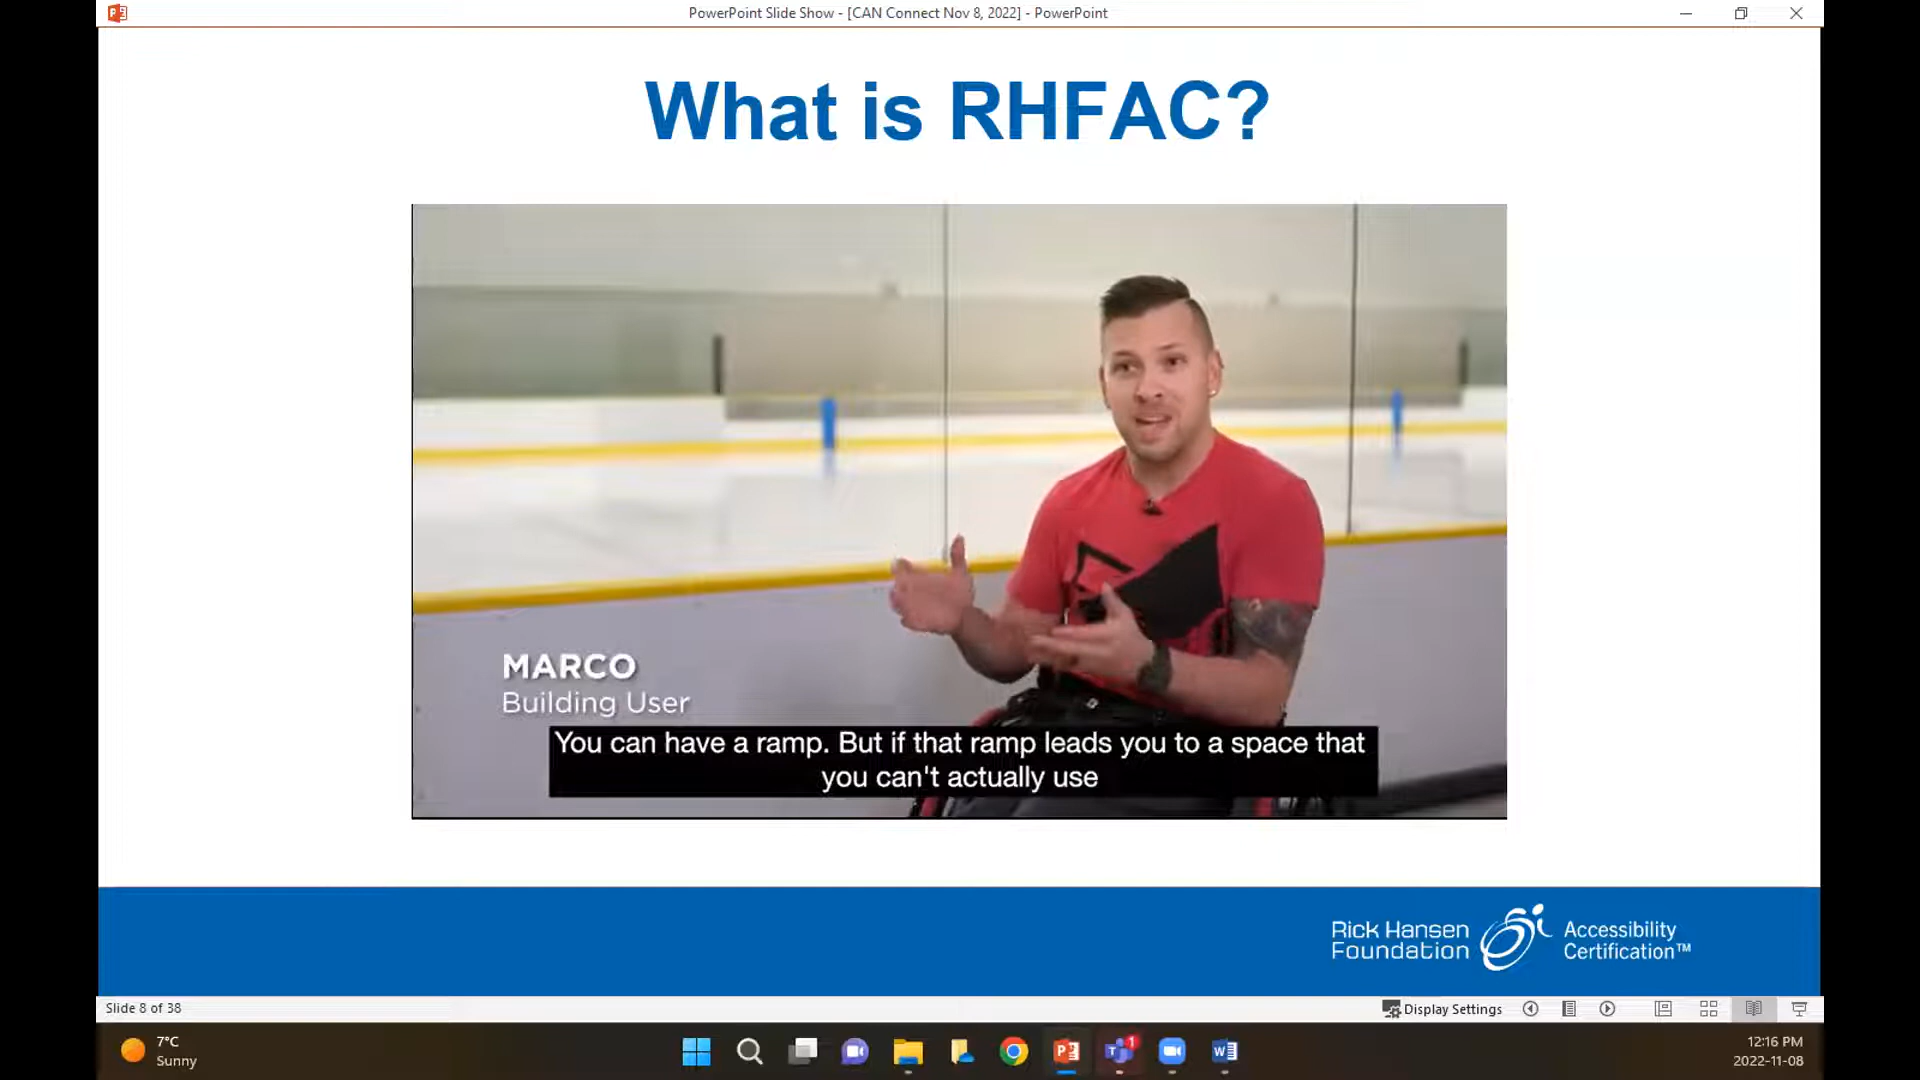 PowerPoint Slide Show - [CAN Connect Nov 8, 2022] - PowerPoint
What is RHFAC?
MARCO
Building User
You can have a ramp. But if that ramp leads you to a space that
you can't actually use
Rick Hansen
Foundation
Accessibility
Certification™
Slide 8 of 38
Display Settings
7°C
Sunny
1
12:16 PM
2022-11-08